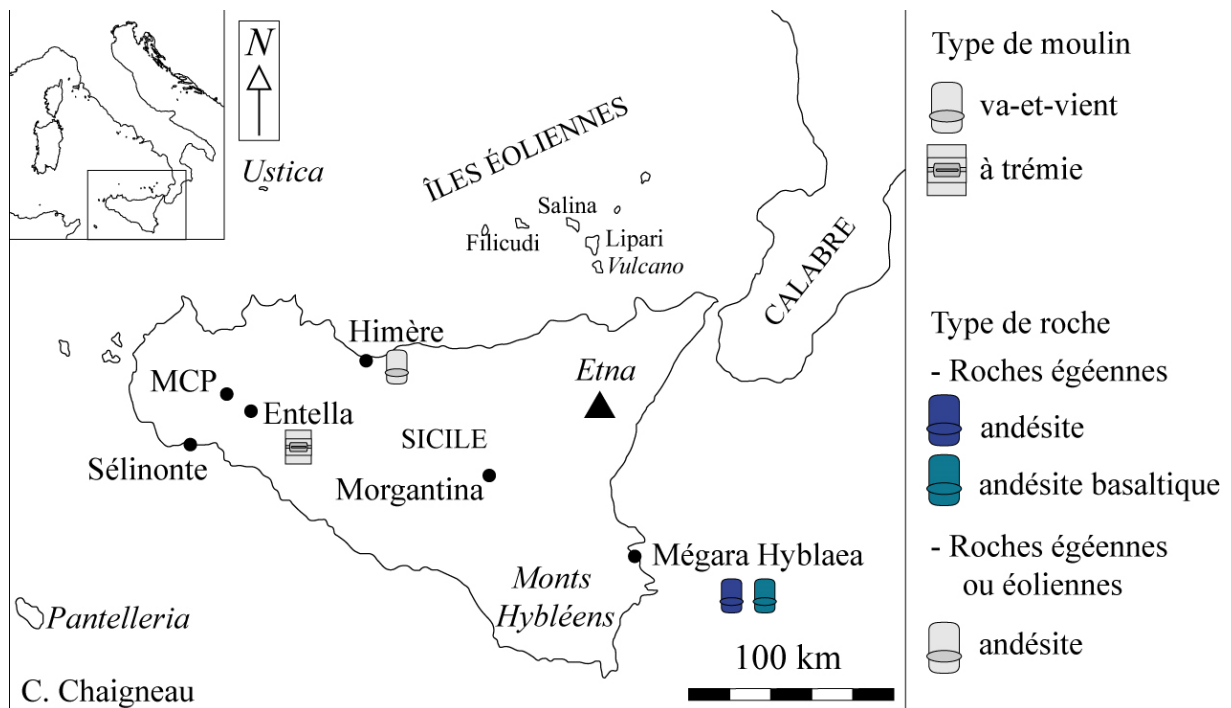 N
Ustica
ÎLES ÉOLIENNES
Salina
Filicudi
Lipari
Vulcano
CALABRE
Himère
MCP
Etna
Entella
SICILE
Sélinonte
Morgantina
Mégara Hyblaea
Monts
Hybléens
Pantelleria
100 km
C. Chaigneau
Type de moulin
va-et-vient
à trémie
Type de roche
- Roches égéennes
andésite
andésite basaltique
- Roches égéennes
ou éoliennes
andésite